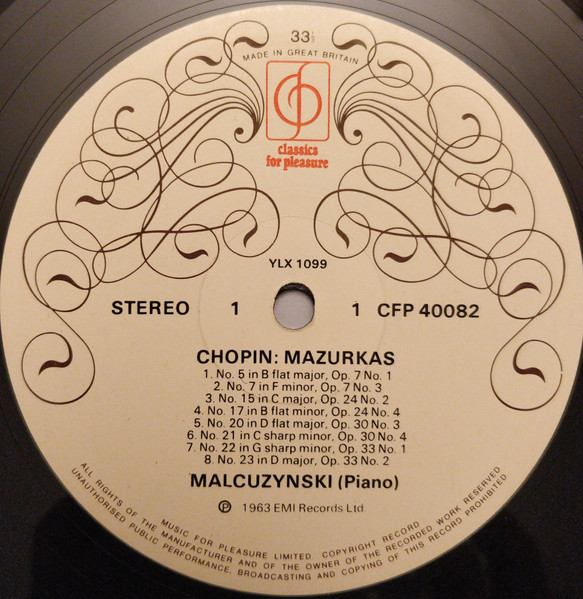 33⅓
MADE IN GREAT BRITAIN
classics
for pleasure
YLX 1099
STEREO 1 1 CFP 40082
CHOPIN: MAZURKAS
1. No. 5 in B flat major, Op. 7 No. 1
2. No. 7 in F minor, Op. 7 No. 3
3. No. 15 in C major, Op. 24 No. 2
4. No. 17 in B flat minor, Op. 24 No. 4
5. No. 20 in D flat major, Op. 30 No. 3
6. No. 21 in C sharp minor, Op. 30 No. 4
7. No. 22 in G sharp minor, Op. 33 No. 1
8. No. 23 in D major, Op. 33 No. 2
MALCUZYNSKI (Piano)
℗ 1963 EMI Records Ltd.
MUSIC FOR PLEASURE LIMITED. COPYRIGHT RECORD
ALL RIGHTS OF THE MANUFACTURER AND OF THE OWNER OF THE RECORDED WORK RESERVED
UNAUTHORISED PUBLIC PERFORMANCE, BROADCASTING AND COPYING OF THIS RECORD PROHIBITED